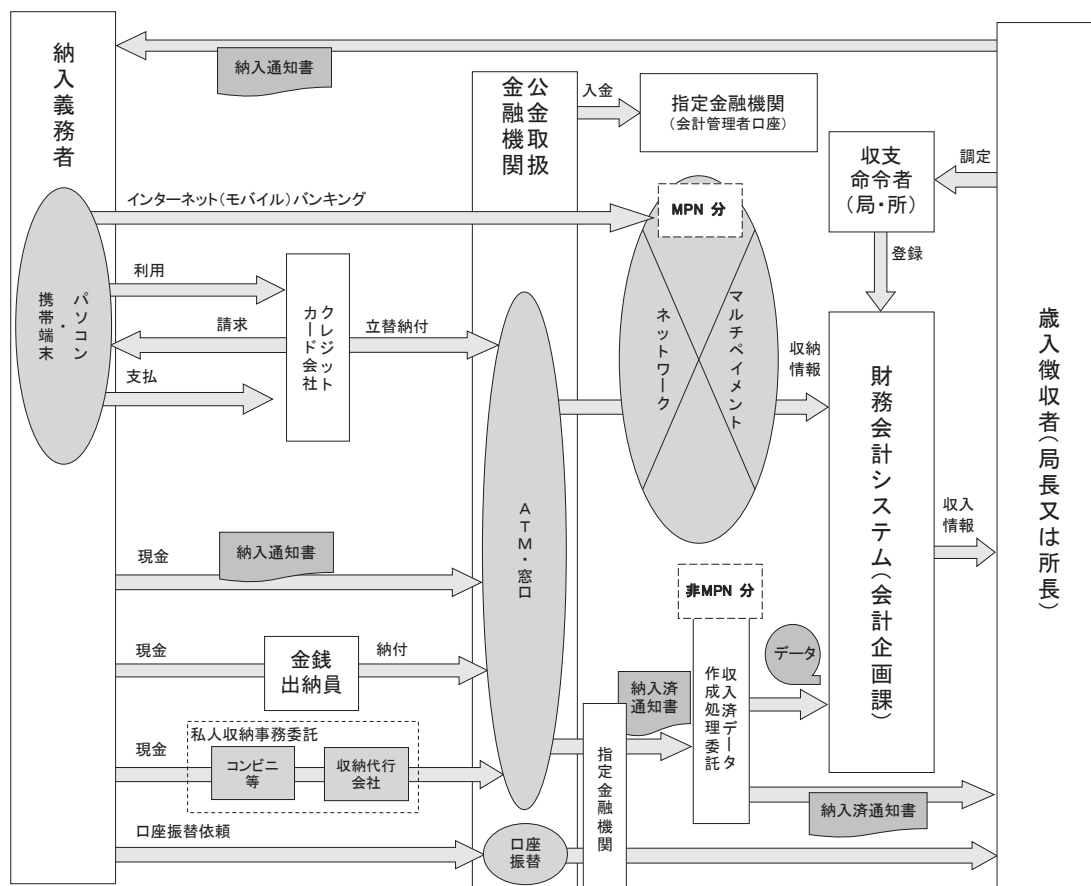 納入義務者
納入通知書
公金取扱
金融機関
入金
指定金融機関
(会計管理者口座)
収支
命令者
(局・所)
調定
登録
インターネット(モバイル)バンキング
MPN 分
パソコン
・
携帯端末
利用
請求
支払
クレジット
カード会社
立替納付
マルチペイメント
ネットワーク
収納
情報
財務会計システム(会計企画課)
歳入徴収者(局長又は所長)
収入
情報
ATM・窓口
現金
納入通知書
現金
金銭
出納員
納付
私人収納事務委託
現金
コンビニ
等
収納代行
会社
非MPN 分
納入済
通知書
収入済データ
作成処理委託
データ
指定金融機関
納入済通知書
口座振替依頼
口座
振替